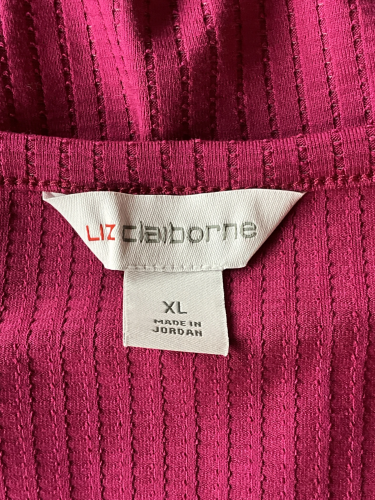 LIZ claiborne
XL
MADE IN
JORDAN